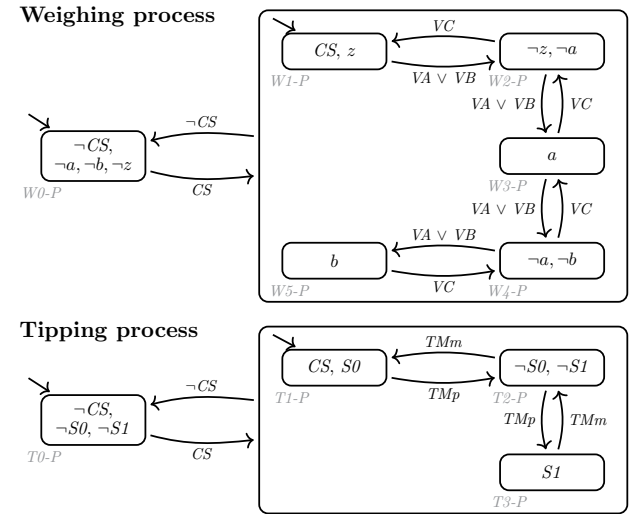 Weighing process
VC
CS, z
¬z, ¬a
W1-P
VA ∨ VB
W2-P
VA ∨ VB
VC
¬CS
¬CS,
¬a, ¬b, ¬z
a
W0-P
CS
W3-P
VA ∨ VB
VC
VA ∨ VB
b
¬a, ¬b
W5-P
VC
W4-P
Tipping process
TMm
CS, S0
¬S0, ¬S1
T1-P
TMp
T2-P
¬CS
¬CS,
¬S0, ¬S1
TMp
TMm
T0-P
CS
S1
T3-P